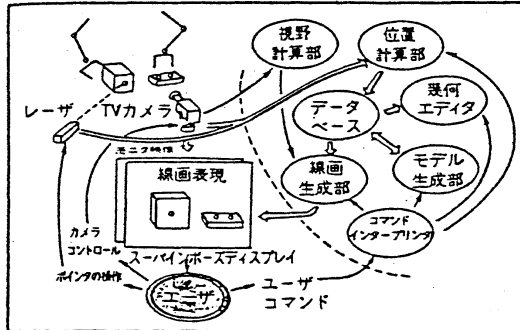 視野
計算部
位置
計算部
レーザ
TVカメラ
データ
ベース
幾何
エディタ
モニタ映像
線画表現
線画
生成部
モデル
生成部
カメラ
コントロール
スーパインポーズディスプレイ
コマンド
インタープリンタ
ポインタの操作
ユーザ
コマンド